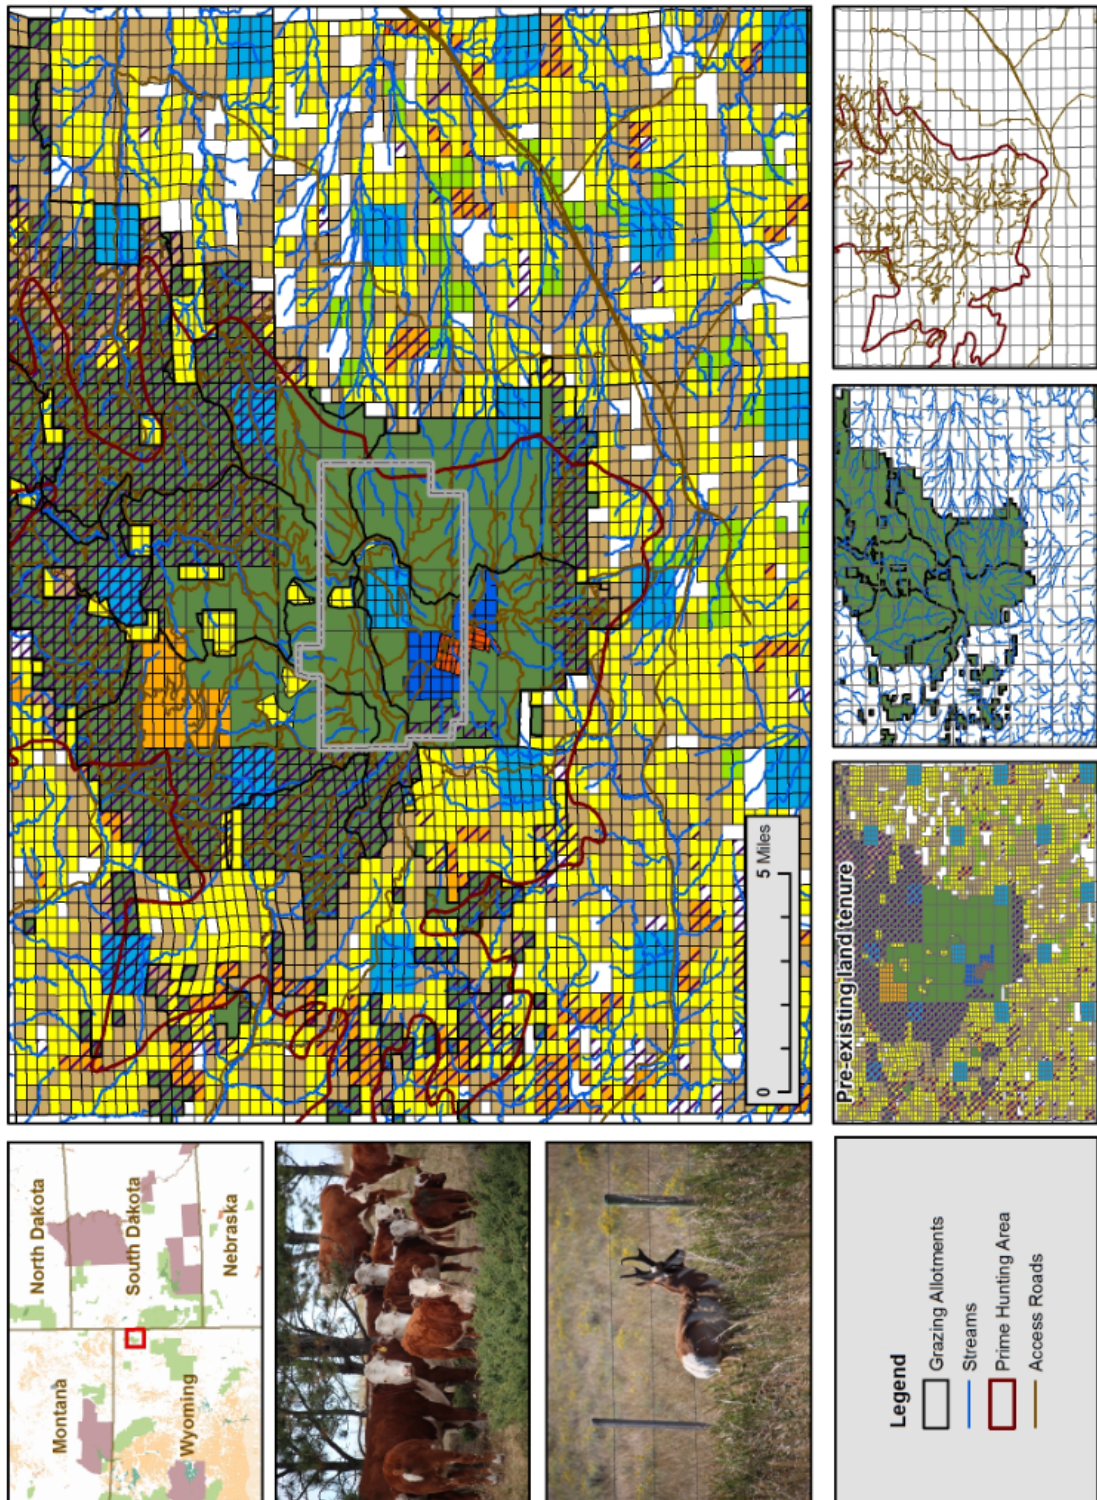 North Dakota
Montana
South Dakota
Wyoming
Nebraska
0
5 Miles
Legend
Grazing Allotments
Streams
Prime Hunting Area
Access Roads
Pre-existing land tenure